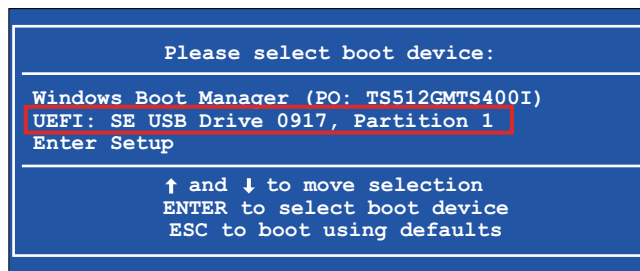 Please select boot device:
Windows Boot Manager (PO: TS512GMTS400I)
UEFI: SE USB Drive 0917, Partition 1
Enter Setup
↑ and ↓ to move selection
ENTER to select boot device
ESC to boot using defaults